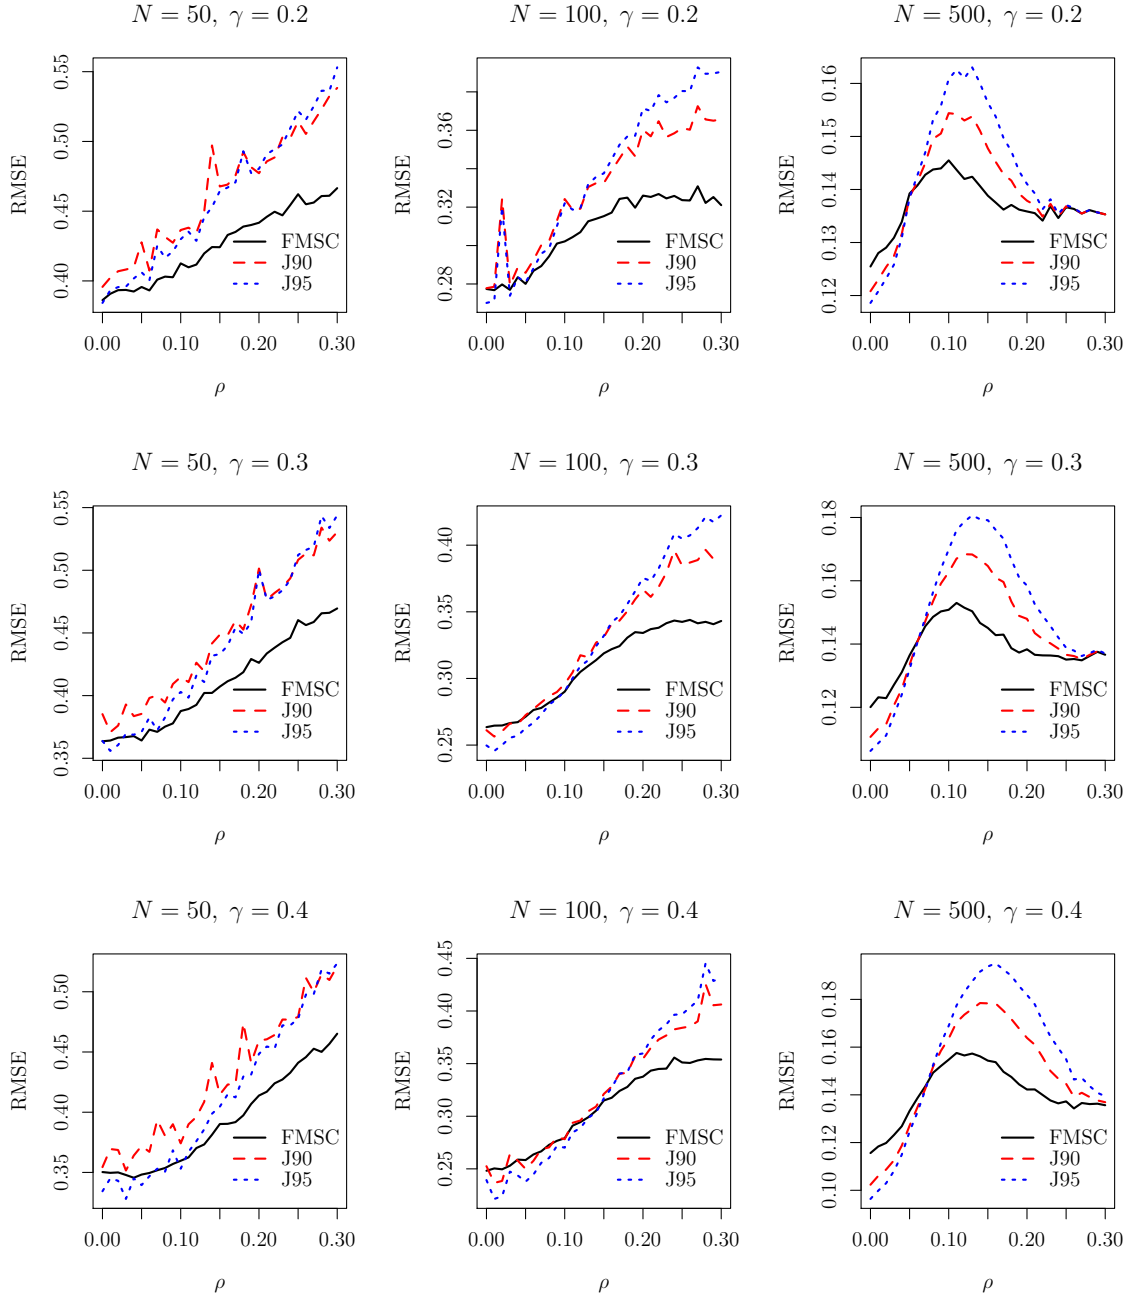 N = 50, γ = 0.2
N = 100, γ = 0.2
N = 500, γ = 0.2
RMSE
0.40 0.45 0.50 0.55
FMSC
J90
J95
0.00 0.10 0.20 0.30
ρ
RMSE
0.28 0.32 0.36
FMSC
J90
J95
0.00 0.10 0.20 0.30
ρ
RMSE
0.12 0.13 0.14 0.15 0.16
FMSC
J90
J95
0.00 0.10 0.20 0.30
ρ
N = 50, γ = 0.3
N = 100, γ = 0.3
N = 500, γ = 0.3
RMSE
0.35 0.40 0.45 0.50 0.55
FMSC
J90
J95
0.00 0.10 0.20 0.30
ρ
RMSE
0.25 0.30 0.35 0.40
FMSC
J90
J95
0.00 0.10 0.20 0.30
ρ
RMSE
0.12 0.14 0.16 0.18
FMSC
J90
J95
0.00 0.10 0.20 0.30
ρ
N = 50, γ = 0.4
N = 100, γ = 0.4
N = 500, γ = 0.4
RMSE
0.35 0.40 0.45 0.50
FMSC
J90
J95
0.00 0.10 0.20 0.30
ρ
RMSE
0.25 0.30 0.35 0.40 0.45
FMSC
J90
J95
0.00 0.10 0.20 0.30
ρ
RMSE
0.10 0.12 0.14 0.16 0.18
FMSC
J90
J95
0.00 0.10 0.20 0.30
ρ